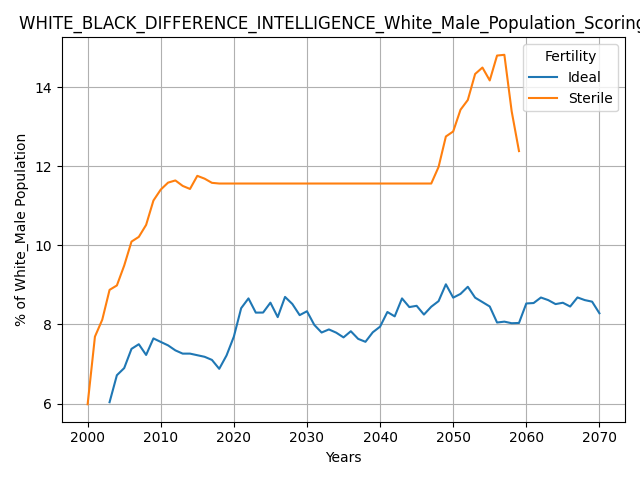 WHITE_BLACK_DIFFERENCE_INTELLIGENCE_White_Male_Population_Scoring
Fertility
Ideal
Sterile
% of White_Male Population
14
12
10
8
6
2000 2010 2020 2030 2040 2050 2060 2070
Years